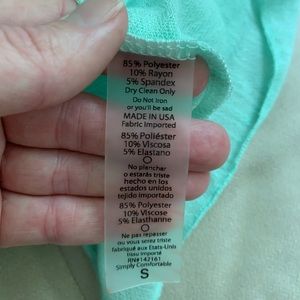 85% Polyester
10% Rayon
5% Spandex
Dry Clean Only
Do Not Iron
or you'll be sad
MADE IN USA
Fabric Imported
85% Poliéster
10% Viscosa
5% Elastano
No planchar
o estarás triste
hecho en los
estados unidos
tejido importado
85% Polyester
10% Viscose
5% Elasthanne
Ne pas repasser
ou vous serez triste
fabriqué aux Etats-Unis
tissu importé
RN#142161
Simply Comfortable
S